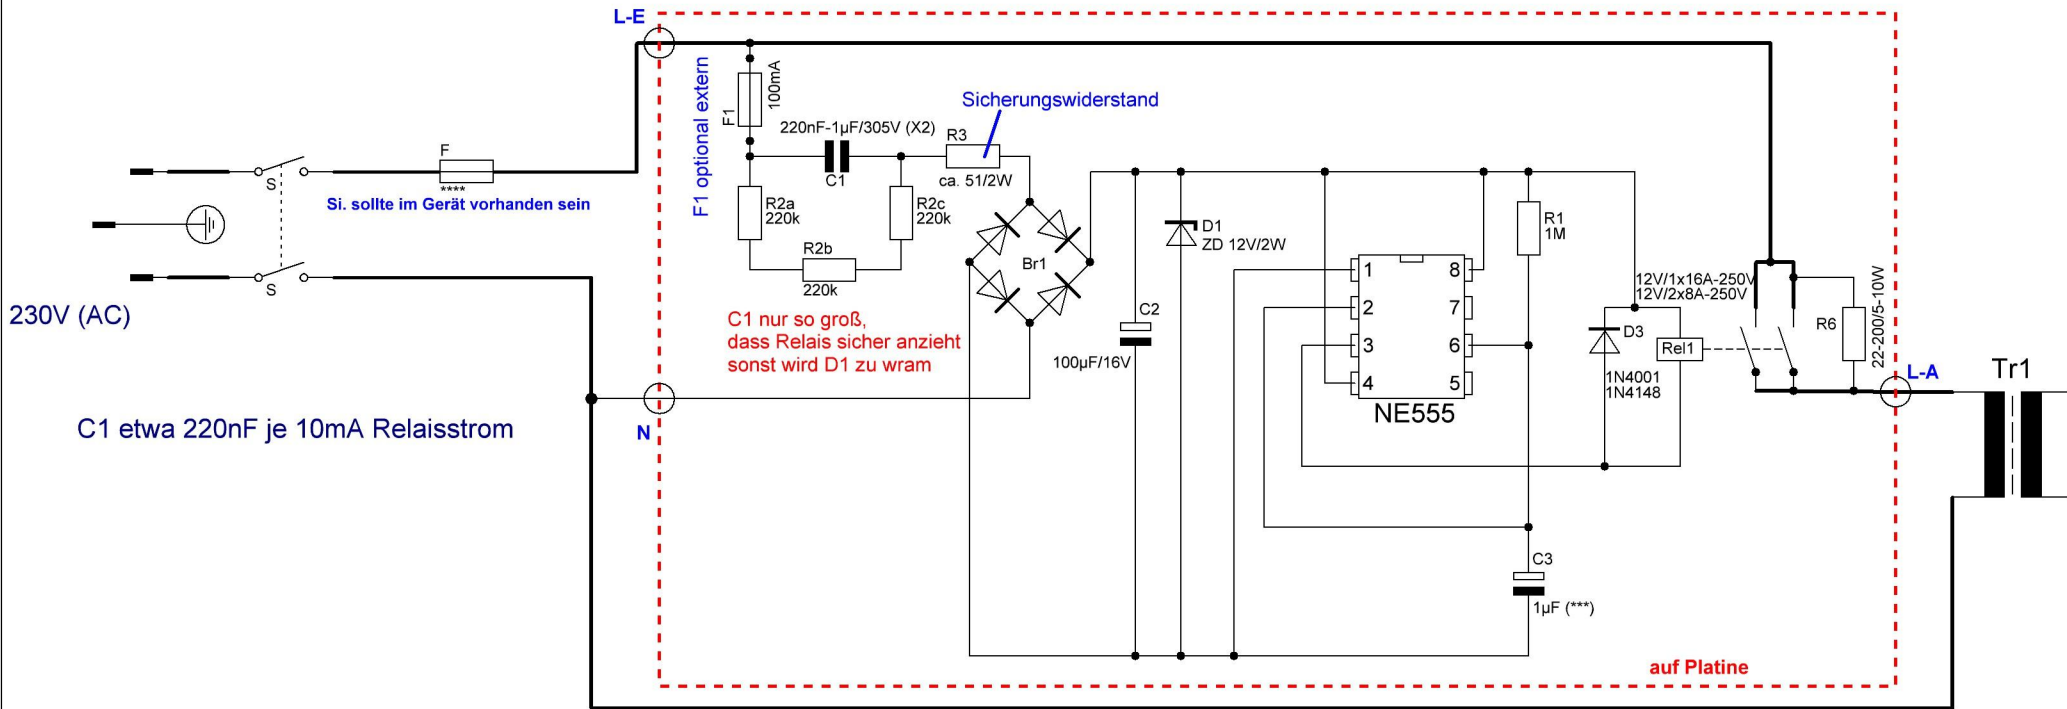 L-E
F1 optional extern
F1
100mA
Sicherungswiderstand
220nF-1µF/305V (X2)
C1
R3
ca. 51/2W
F
****
Si. sollte im Gerät vorhanden sein
S
S
230V (AC)
R2a
220k
R2c
220k
R2b
220k
Br1
C1 nur so groß,
dass Relais sicher anzieht
sonst wird D1 zu wram
C1 etwa 220nF je 10mA Relaisstrom
N
D1
ZD 12V/2W
C2
100µF/16V
1
2
3
4
8
7
6
5
NE555
R1
1M
12V/1x16A-250V
12V/2x8A-250V
D3
1N4001
1N4148
Rel1
R6
22-200/5-10W
L-A
Tr1
C3
1µF (***)
auf Platine